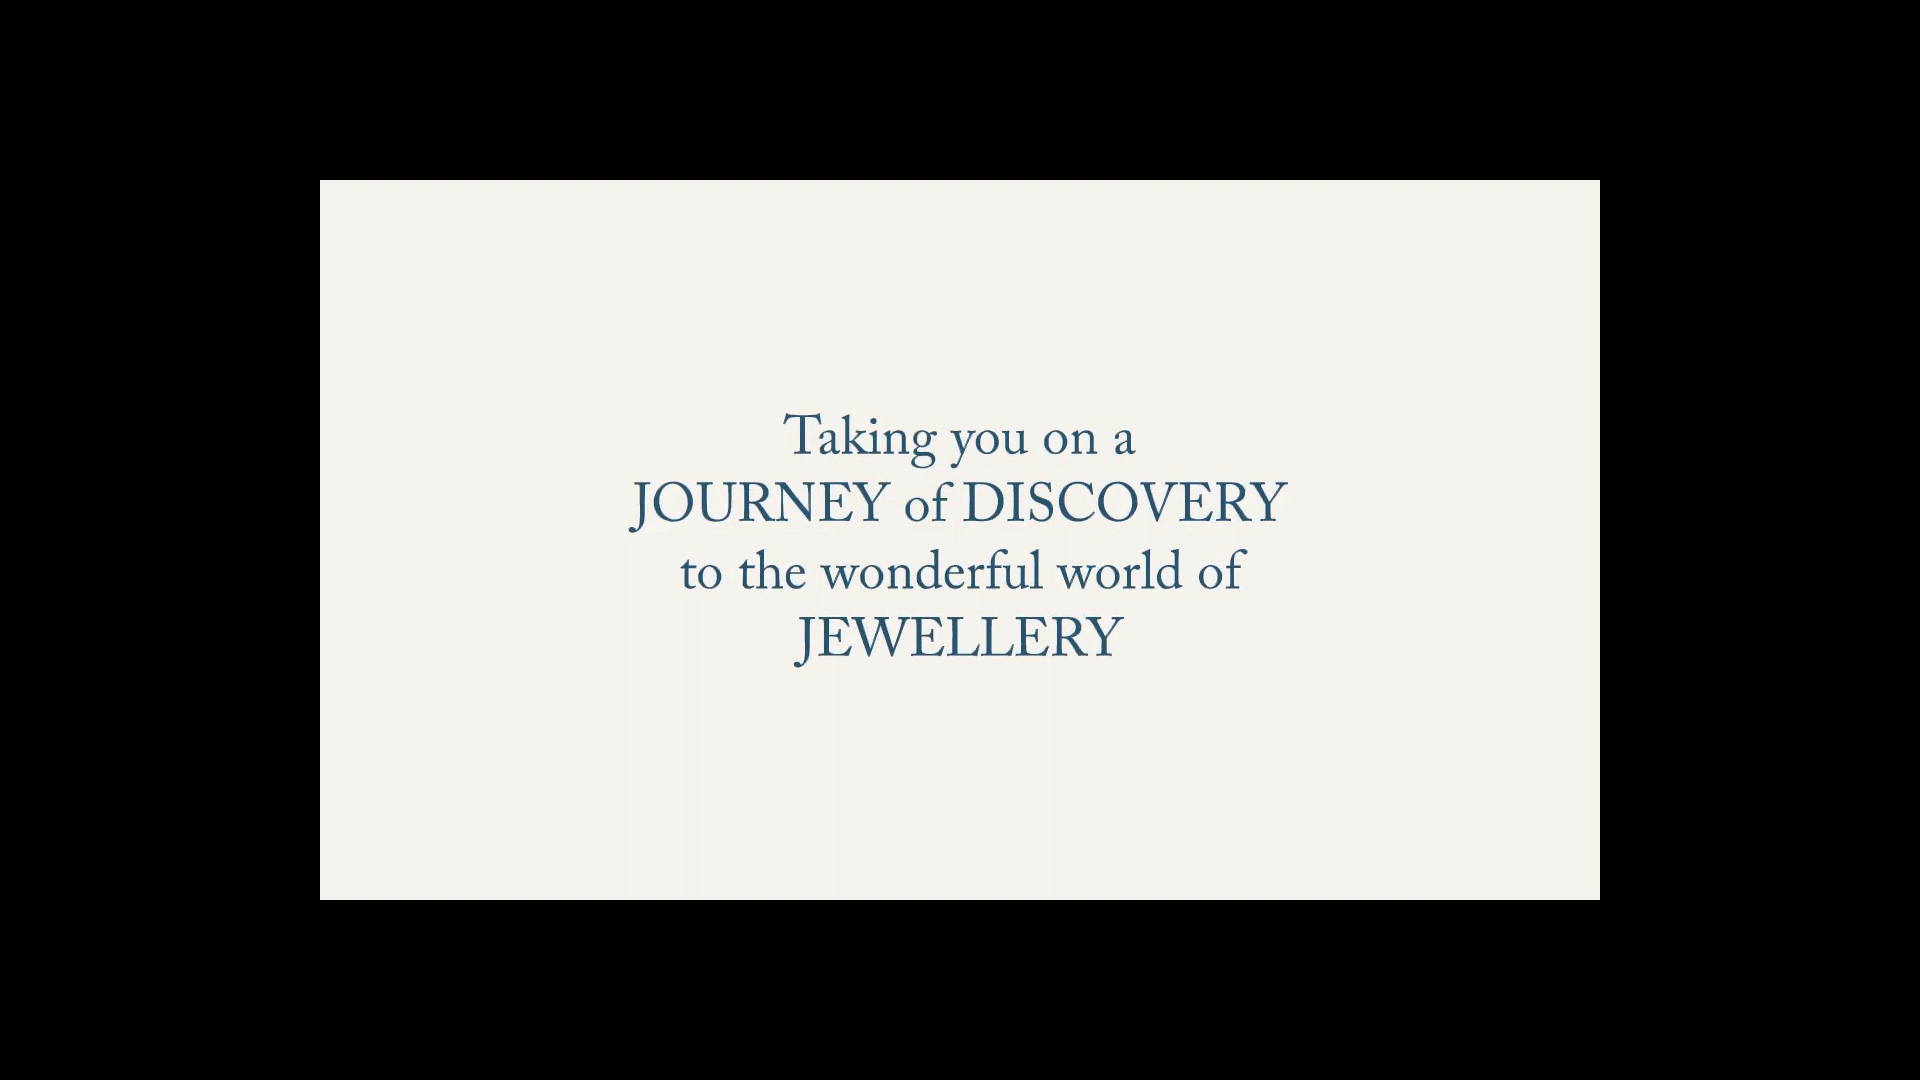 Taking you on a
JOURNEY of DISCOVERY
to the wonderful world of
JEWELLERY